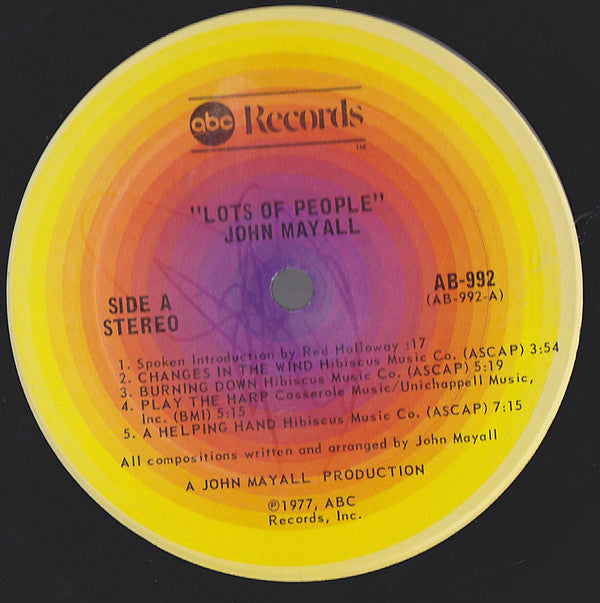 abc Records
TM
"LOTS OF PEOPLE"
JOHN MAYALL
SIDE A
STEREO
AB-992
(AB-992-A)
1. Spoken Introduction by Red Holloway :17
2. CHANGES IN THE WIND Hibiscus Music Co. (ASCAP) 3:54
3. BURNING DOWN Hibiscus Music Co. (ASCAP) 5:19
4. PLAY THE HARP Casserole Music/Unichappell Music,
Inc. (BMI) 5:15
5. A HELPING HAND Hibiscus Music Co. (ASCAP) 7:15
All compositions written and arranged by John Mayall
A JOHN MAYALL PRODUCTION
℗1977, ABC
Records, Inc.